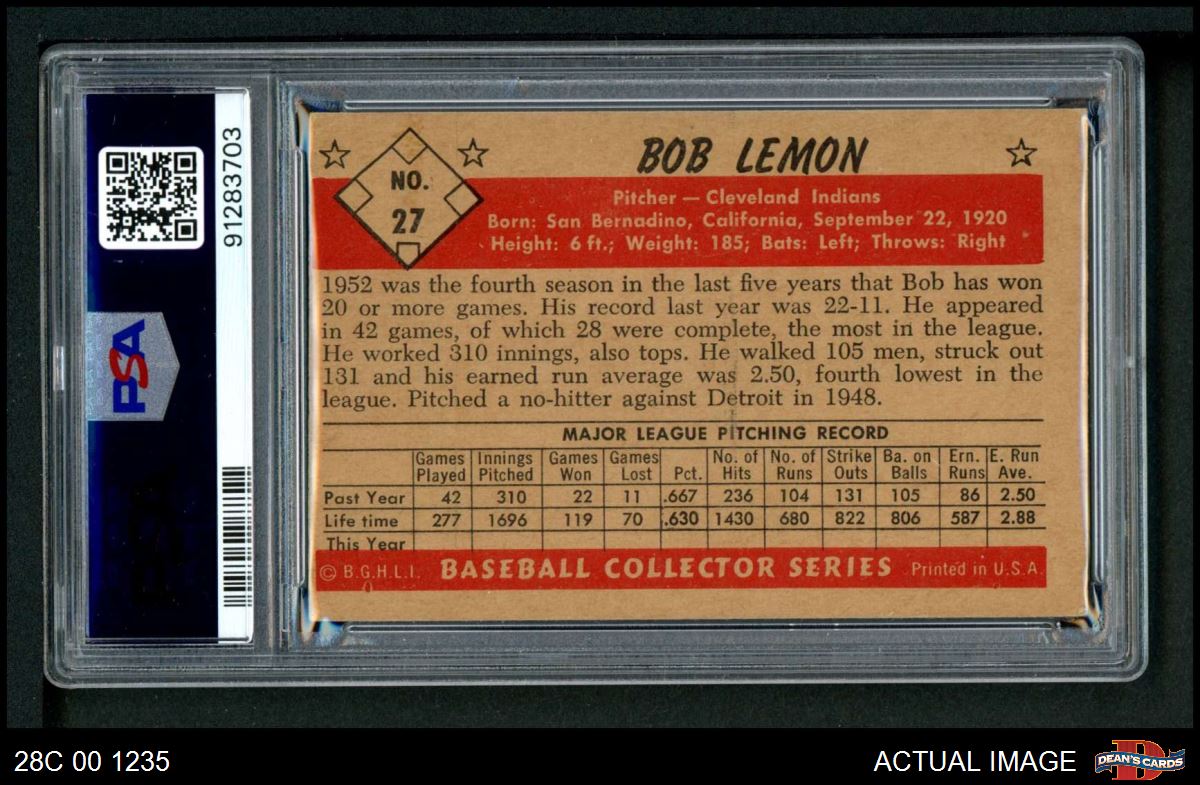 91283703
PSA
BOB LEMON
NO.
27
Pitcher — Cleveland Indians
Born: San Bernadino, California, September 22, 1920
Height: 6 ft.; Weight: 185; Bats: Left; Throws: Right
1952 was the fourth season in the last five years that Bob has won
20 or more games. His record last year was 22-11. He appeared
in 42 games, of which 28 were complete, the most in the league.
He worked 310 innings, also tops. He walked 105 men, struck out
131 and his earned run average was 2.50, fourth lowest in the
league. Pitched a no-hitter against Detroit in 1948.
MAJOR LEAGUE PITCHING RECORD
Games Innings Games Games No. of No. of Strike Ba. on Ern. E. Run
Played Pitched Won Lost Pct. Hits Runs Outs Balls Runs Ave.
Past Year 42 310 22 11 .667 236 104 131 105 86 2.50
Life time 277 1696 119 70 .630 1430 680 822 806 587 2.88
This Year
© B.G.H.L.I. BASEBALL COLLECTOR SERIES Printed in U.S.A.
28C 00 1235
ACTUAL IMAGE
D
DEAN'S CARDS